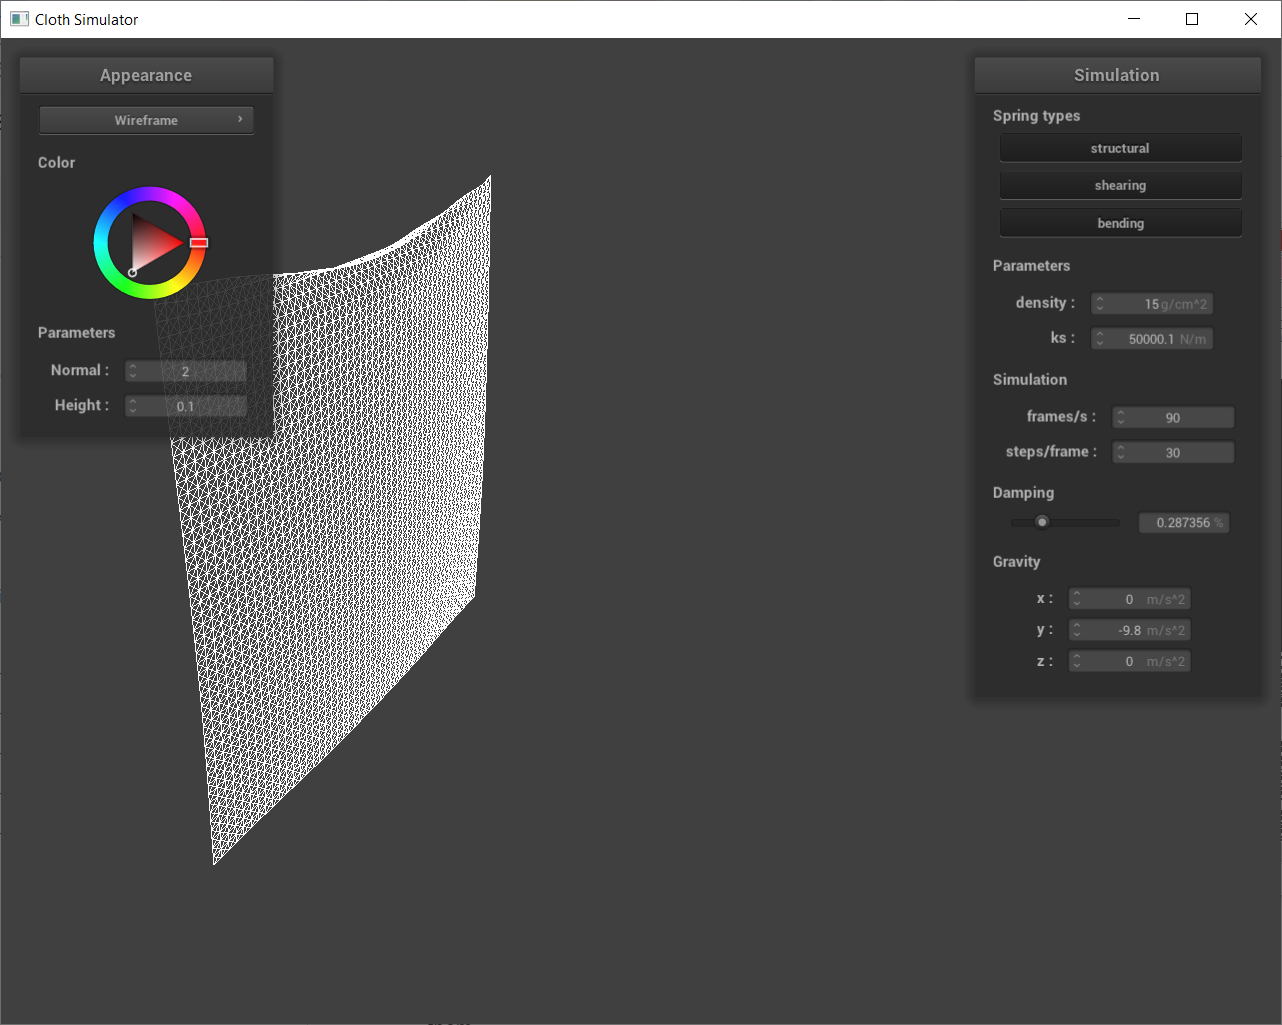 Cloth Simulator
Appearance
Wireframe
Color
Parameters
Normal : 2
Height : 0.1
Simulation
Spring types
structural
shearing
bending
Parameters
density : 15 g/cm^2
ks : 50000.1 N/m
Simulation
frames/s : 90
steps/frame : 30
Damping
0.287356 %
Gravity
x : 0 m/s^2
y : -9.8 m/s^2
z : 0 m/s^2